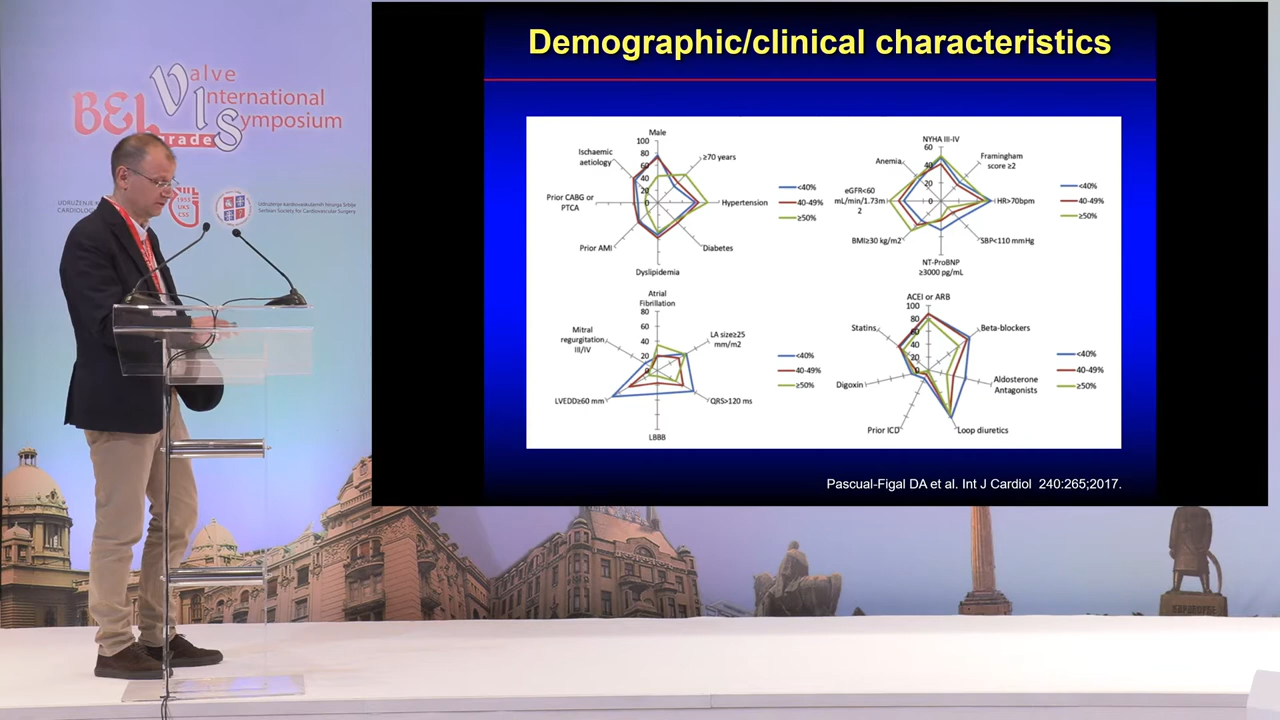 BELgrade
Valve
International
Symposium
UDRUŽENJE
CARDIOLOG
1955
UKS
CSS
Udruženje kardiovaskularnih hirurga Srbije
Serbian Society for Cardiovascular Surgery
Demographic/clinical characteristics
Male
100
80
60
40
20
0
≥70 years
Hypertension
Diabetes
Dyslipidemia
Prior AMI
Prior CABG or
PTCA
Ischaemic
aetiology
<40%
40-49%
≥50%
NYHA III-IV
60
40
20
0
Framingham
score ≥2
HR>70bpm
SBP<110 mmHg
NT-ProBNP
≥3000 pg/mL
BMI≥30 kg/m2
eGFR<60
mL/min/1.73m
2
Anemia
<40%
40-49%
≥50%
Atrial
Fibrillation
80
60
40
20
0
LA size≥25
mm/m2
QRS>120 ms
LBBB
LVEDD≥60 mm
Mitral
regurgitation
III/IV
<40%
40-49%
≥50%
ACEI or ARB
100
80
60
40
20
0
Beta-blockers
Aldosterone
Antagonists
Loop diuretics
Prior ICD
Digoxin
Statins
<40%
40-49%
≥50%
Pascual-Figal DA et al. Int J Cardiol 240:265;2017.